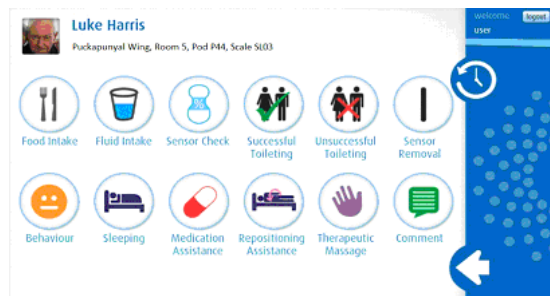 Luke Harris
Puckapunyal Wing, Room 5, Pod P44, Scale SL03
welcome
logout
user
Food Intake
Fluid Intake
Sensor Check
Successful
Toileting
Unsuccessful
Toileting
Sensor
Removal
%
Behaviour
Sleeping
Medication
Assistance
Repositioning
Assistance
Therapeutic
Massage
Comment